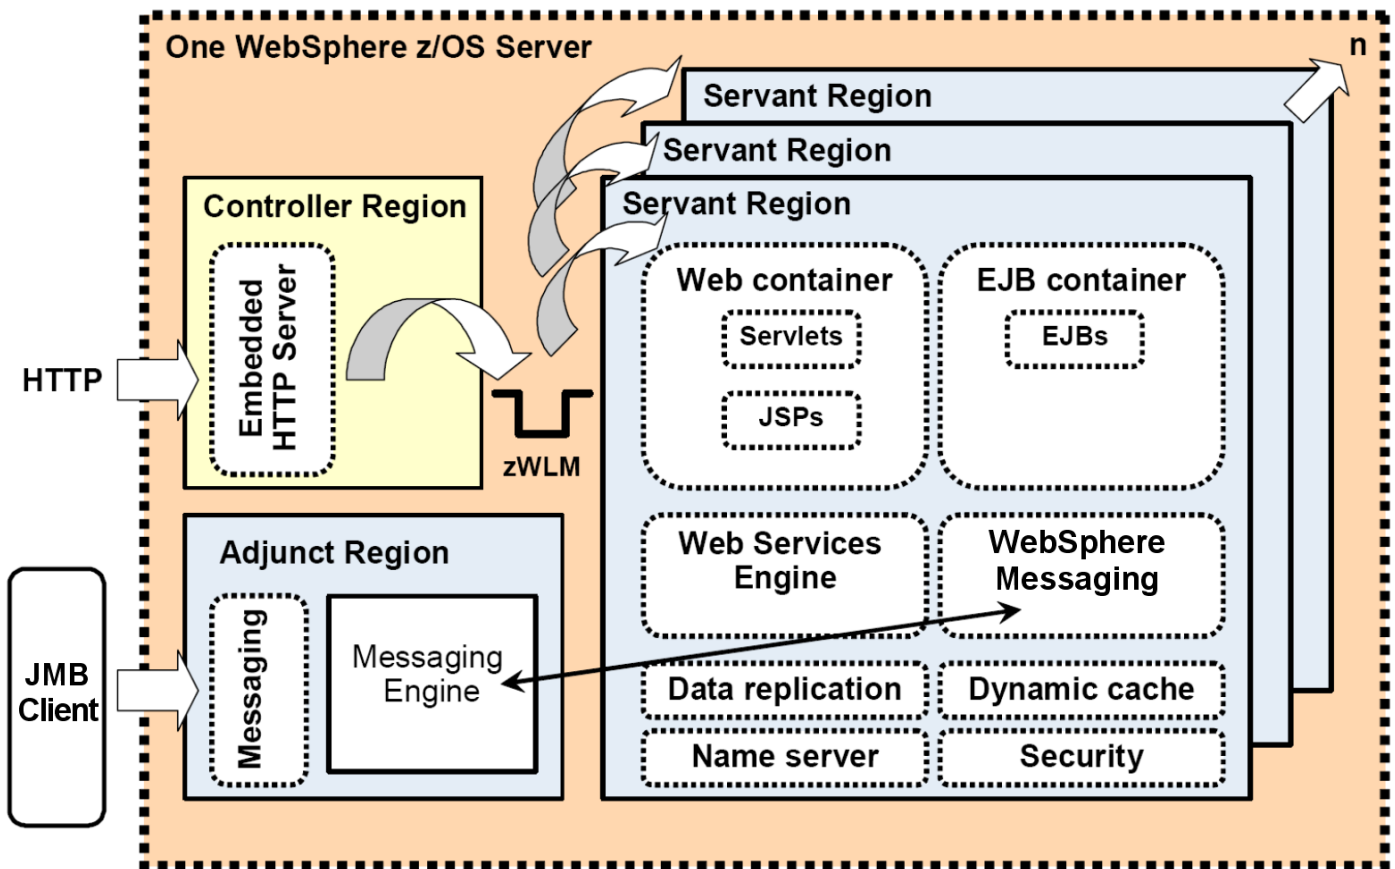 One WebSphere z/OS Server
n
Servant Region
Servant Region
Servant Region
Controller Region
Embedded
HTTP Server
HTTP
zWLM
Web container
Servlets
JSPs
EJB container
EJBs
Web Services
Engine
WebSphere
Messaging
Data replication
Dynamic cache
Name server
Security
Adjunct Region
Messaging
Messaging
Engine
JMB
Client